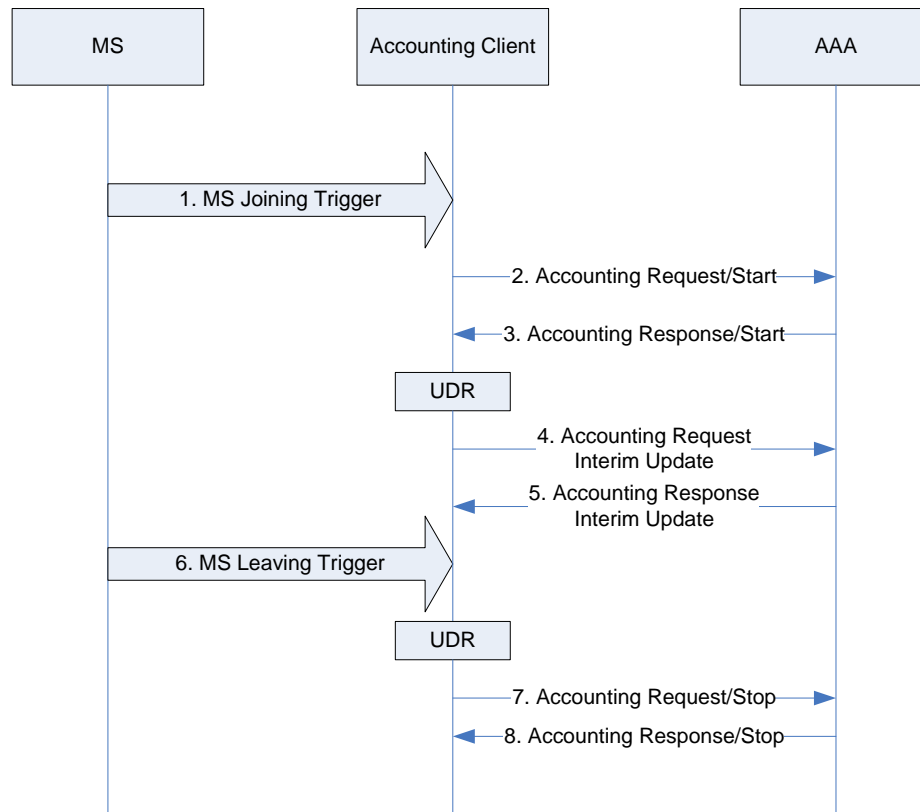 MS
Accounting Client
AAA
1. MS Joining Trigger
2. Accounting Request/Start
3. Accounting Response/Start
UDR
4. Accounting Request
Interim Update
5. Accounting Response
Interim Update
6. MS Leaving Trigger
UDR
7. Accounting Request/Stop
8. Accounting Response/Stop